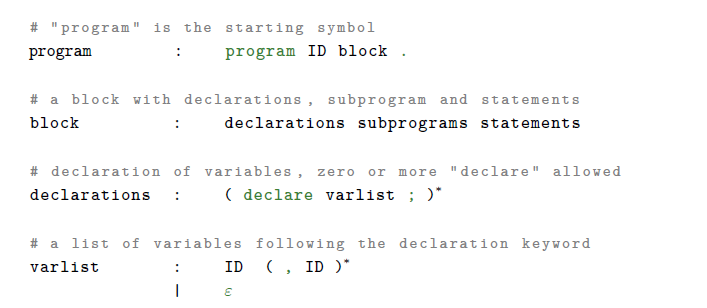 # "program" is the starting symbol
program : program ID block .
# a block with declarations, subprogram and statements
block : declarations subprograms statements
# declaration of variables, zero or more "declare" allowed
declarations : ( declare varlist ; )*
# a list of variables following the declaration keyword
varlist : ID ( , ID )*
| ε